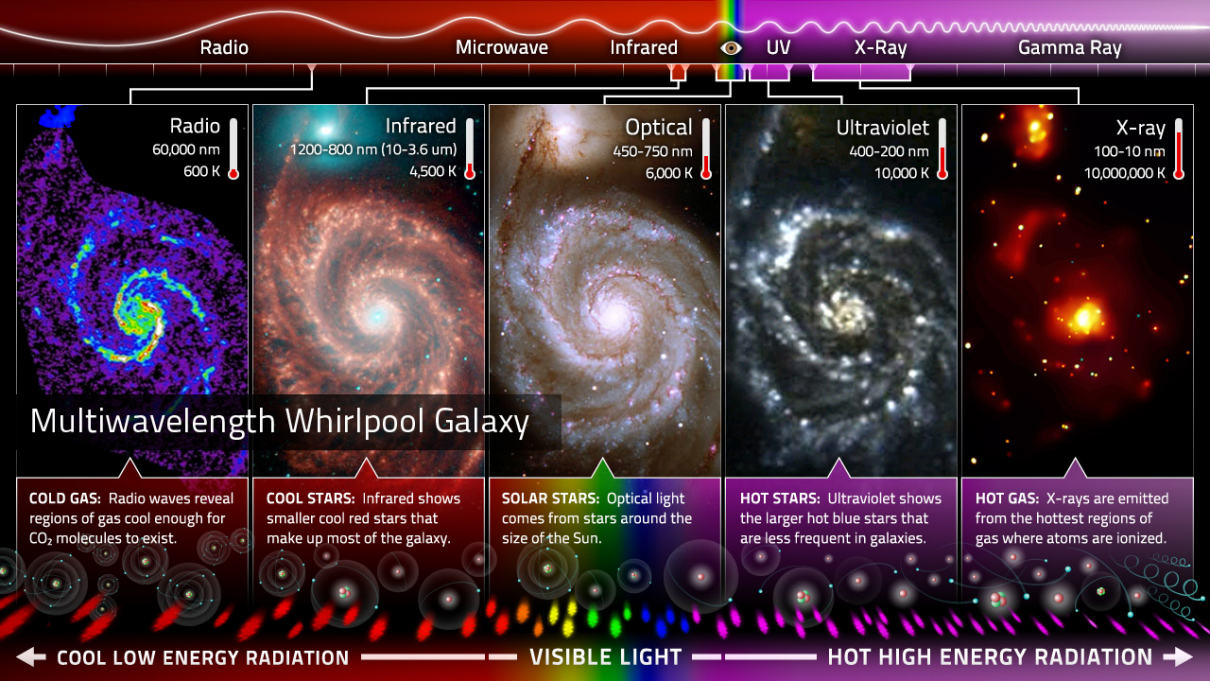 Radio
Microwave
Infrared
UV
X-Ray
Gamma Ray
Radio
60,000 nm
600 K
Infrared
1200-800 nm (10-3.6 um)
4,500 K
Optical
450-750 nm
6,000 K
Ultraviolet
400-200 nm
10,000 K
X-ray
100-10 nm
10,000,000 K
Multiwavelength Whirlpool Galaxy
COLD GAS: Radio waves reveal
regions of gas cool enough for
CO₂ molecules to exist.
COOL STARS: Infrared shows
smaller cool red stars that
make up most of the galaxy.
SOLAR STARS: Optical light
comes from stars around the
size of the Sun.
HOT STARS: Ultraviolet shows
the larger hot blue stars that
are less frequent in galaxies.
HOT GAS: X-rays are emitted
from the hottest regions of
gas where atoms are ionized.
COOL LOW ENERGY RADIATION
VISIBLE LIGHT
HOT HIGH ENERGY RADIATION